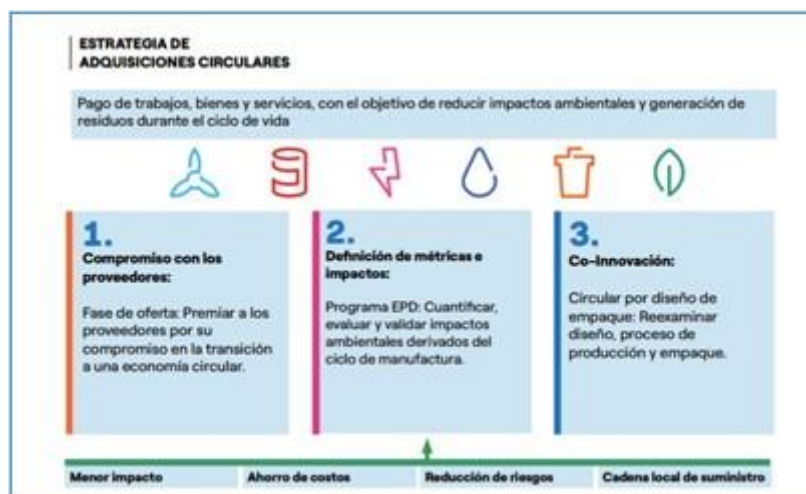 ESTRATEGIA DE
ADQUISICIONES CIRCULARES
Pago de trabajos, bienes y servicios, con el objetivo de reducir impactos ambientales y generación de
residuos durante el ciclo de vida
1.
Compromiso con los
proveedores:
Fase de oferta: Premiar a los
proveedores por su
compromiso en la transición
a una economía circular.
2.
Definición de métricas e
impactos:
Programa EPD: Cuantificar,
evaluar y validar impactos
ambientales derivados del
ciclo de manufactura.
3.
Co-Innovación:
Circular por diseño de
empaque: Reexaminar
diseño, proceso de
producción y empaque.
Menor impacto
Ahorro de costos
Reducción de riesgos
Cadena local de suministro